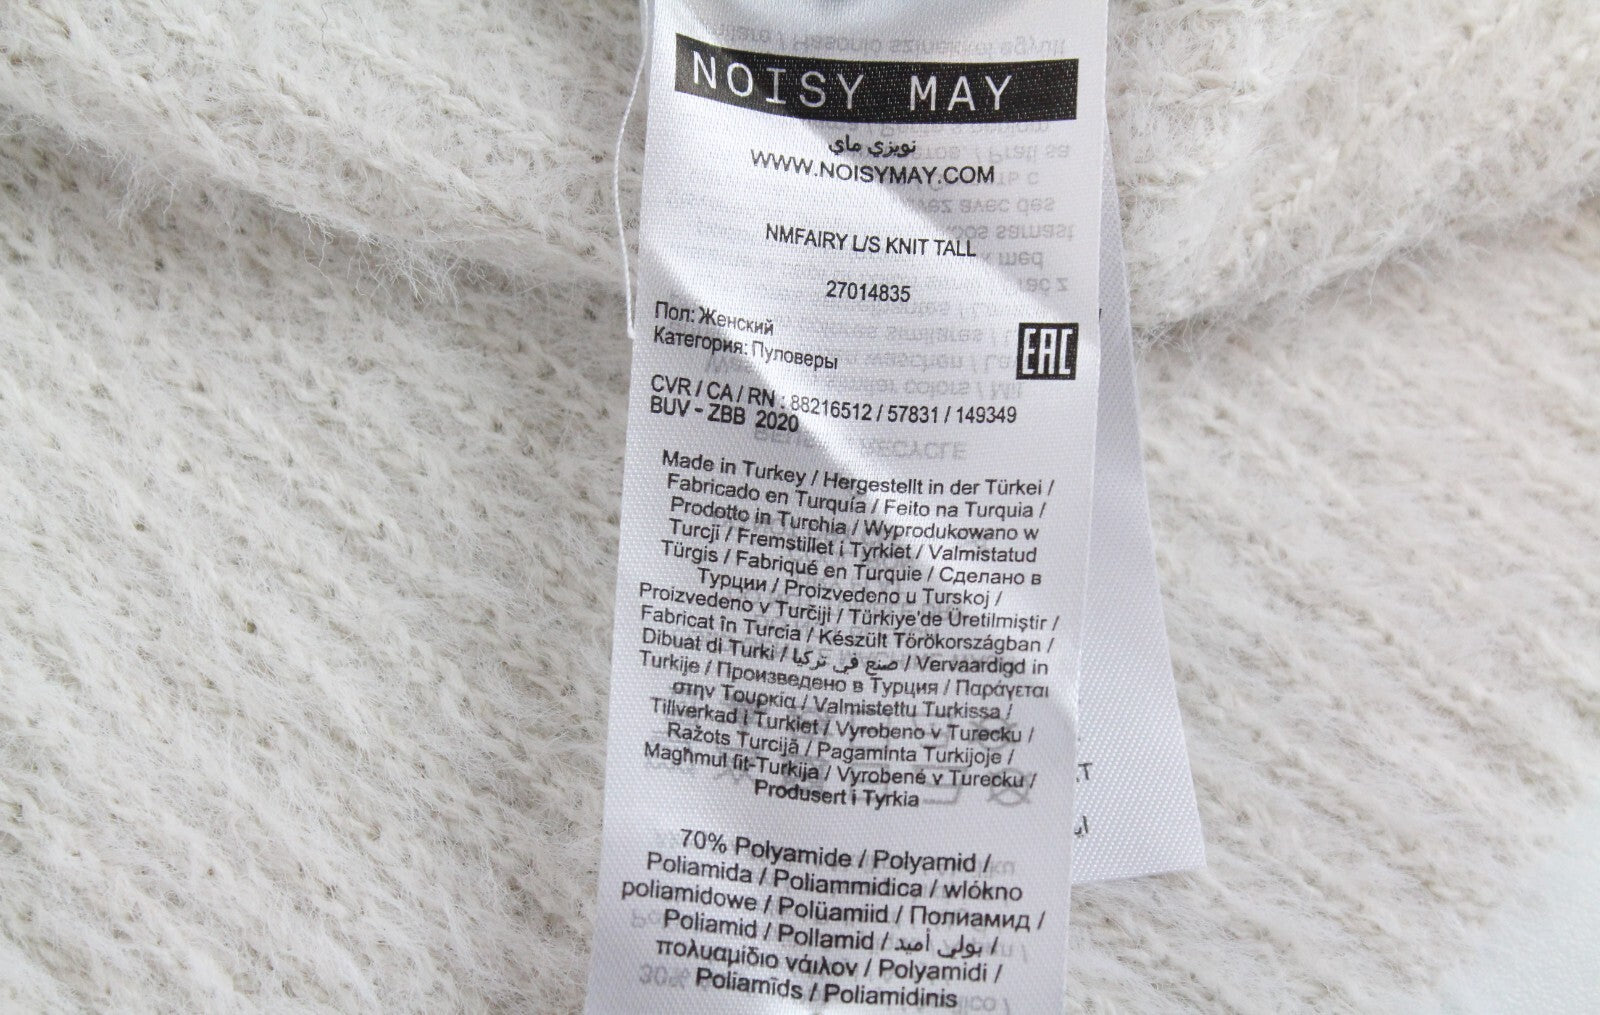 NOISY MAY
نويزي ماي
WWW.NOISYMAY.COM
NMFAIRY L/S KNIT TALL
27014835
Пол: Женский
Категория: Пуловеры
EAC
CVR / CA / RN : 88216512 / 57831 / 149349
BUV - ZBB 2020
Made in Turkey / Hergestellt in der Türkei /
Fabricado en Turquía / Feito na Turquia /
Prodotto in Turchia / Wyprodukowano w
Turcji / Fremstillet i Tyrkiet / Valmistatud
Türgis / Fabriqué en Turquie / Сделано в
Турции / Proizvedeno u Turskoj /
Proizvedeno v Turčiji / Türkiye'de Üretilmiştir /
Fabricat în Turcia / Készült Törökországban /
Dibuat di Turki / صنع في تركيا / Vervaardigd in
Turkije / Произведено в Турция / Παράγεται
στην Τουρκία / Valmistettu Turkissa /
Tillverkad i Turkiet / Vyrobeno v Turecku /
Ražots Turcijā / Pagaminta Turkijoje /
Magħmul fit-Turkija / Vyrobené v Turecku /
Produsert i Tyrkia
70% Polyamide / Polyamid /
Poliamida / Poliammidica / wlókno
poliamidowe / Polüamiid / Полиамид /
Poliamid / Pollamid / بولي أميد /
πολυαμίδιο νάιλον / Polyamidi /
Poliamīds / Poliamidinis